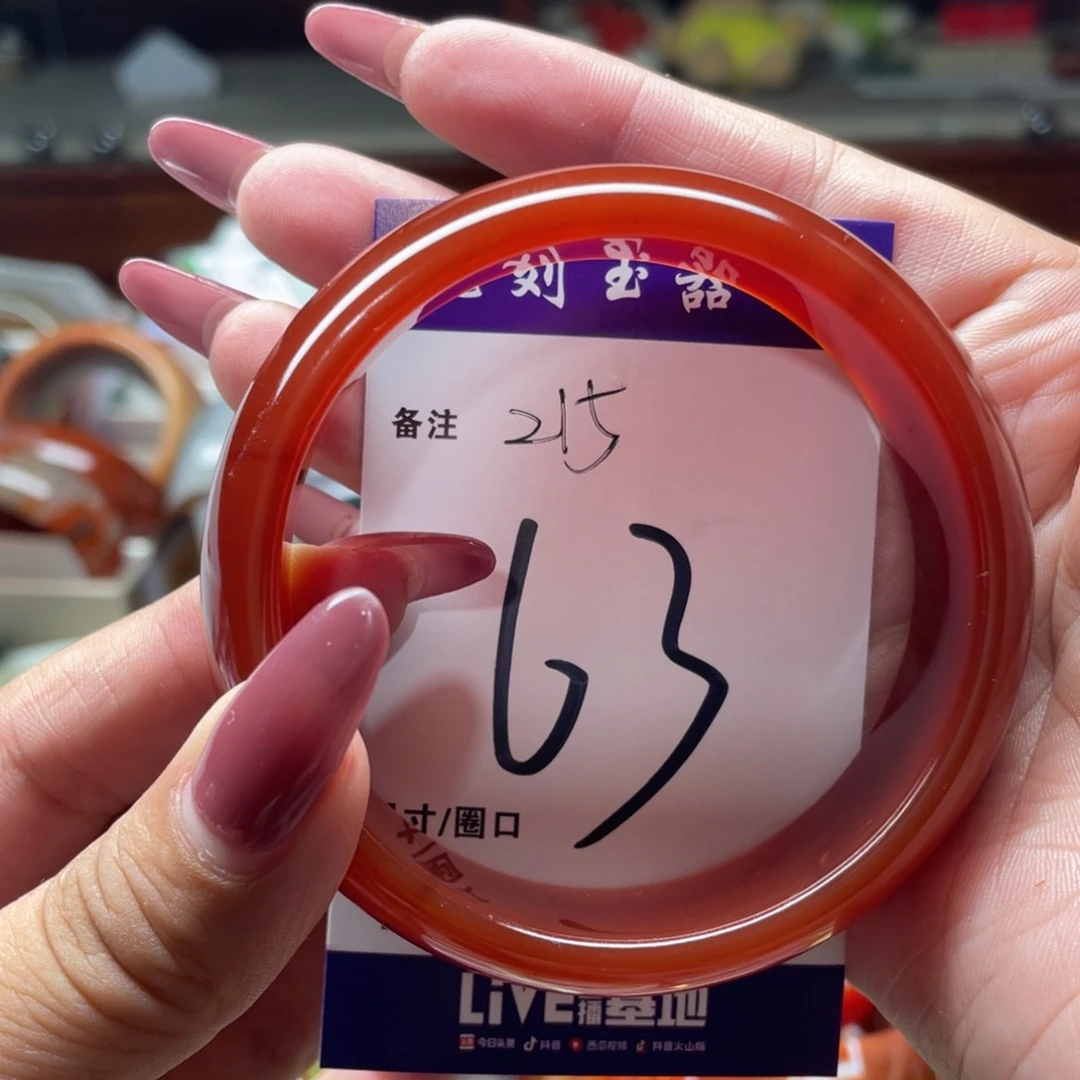 刻玉器
备注 215
63
寸/圈口
LiVE播基地
今日头条 抖音 西瓜视频 抖音火山版